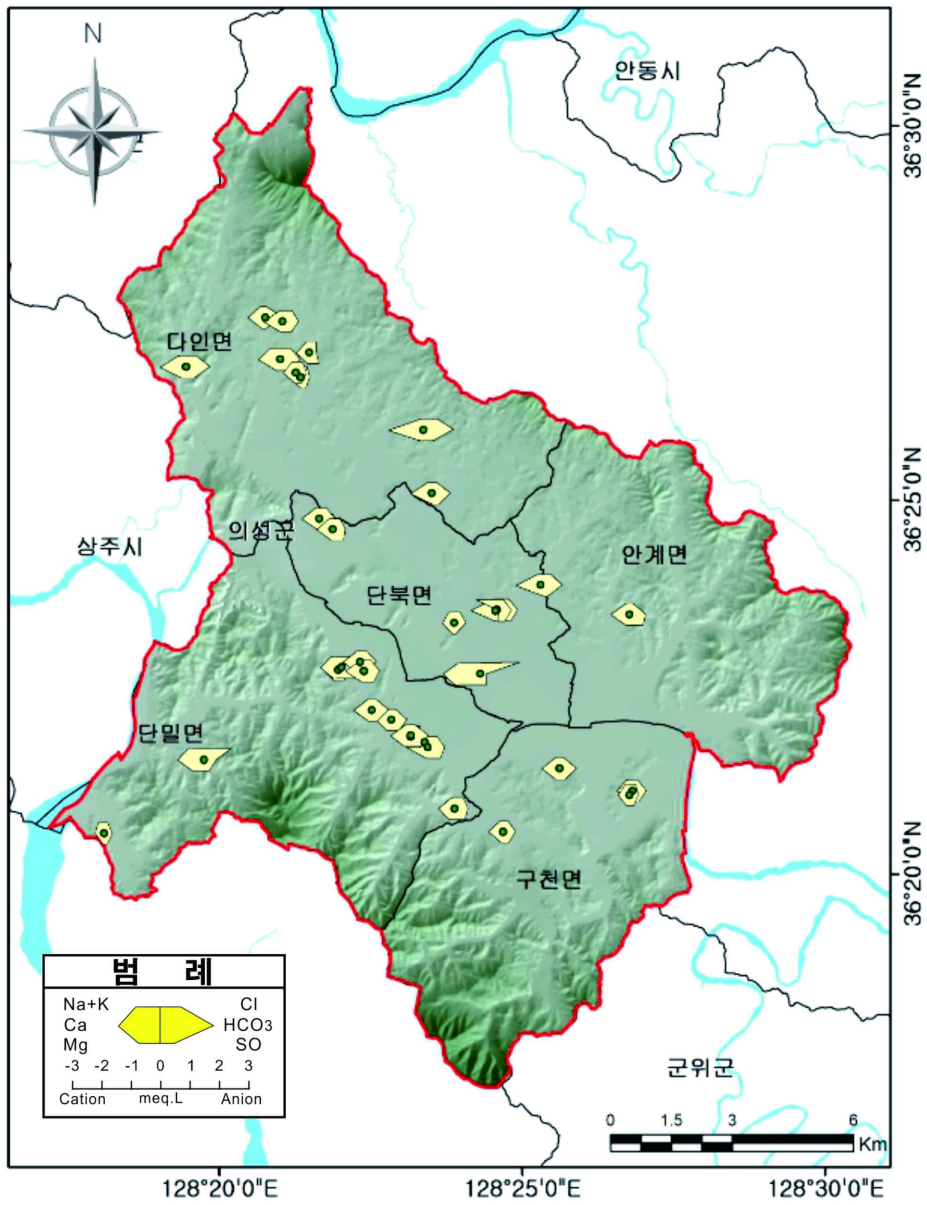 N
안동시
36°30'0"N
다인면
36°25'0"N
의성군
상주시
안계면
단북면
단밀면
36°20'0"N
구천면
범 례
Na+K Cl
Ca HCO3
Mg SO
-3 -2 -1 0 1 2 3
Cation meq.L Anion
군위군
0 1.5 3 6
Km
128°20'0"E 128°25'0"E 128°30'0"E